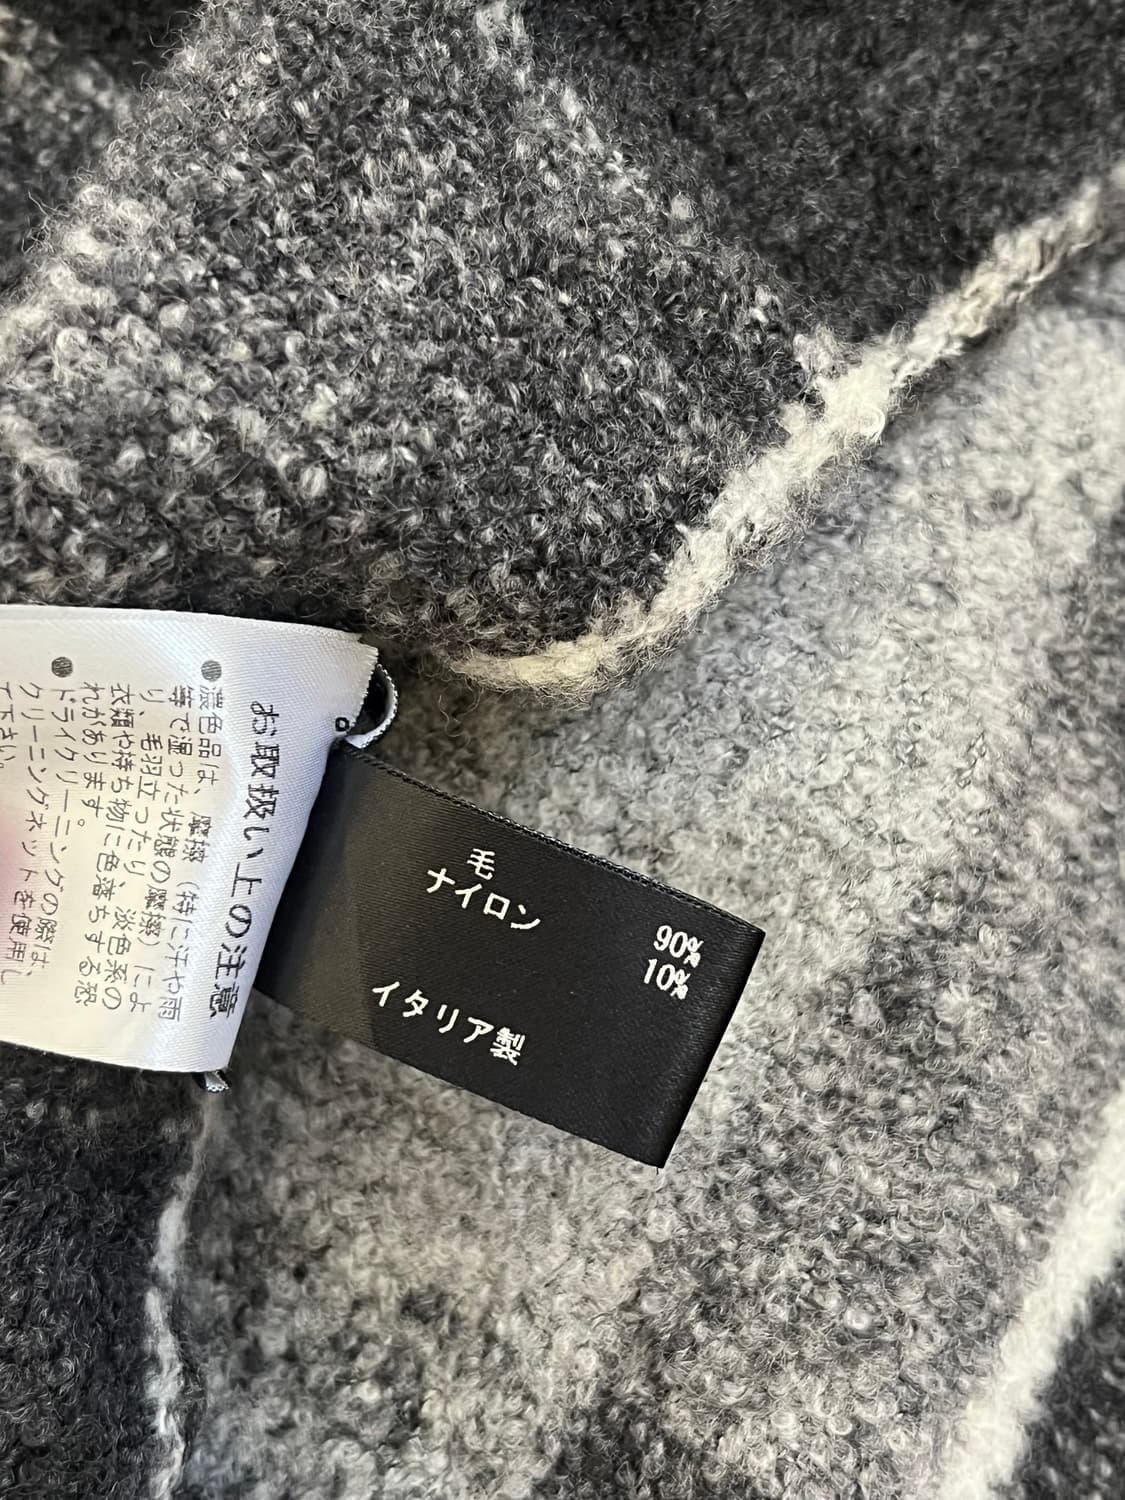 お取扱い上の注意
●濃色品は、摩擦（特に汗や雨
等で湿った状態の摩擦）によ
り、毛羽立ったり、淡色系の
衣類や持ち物に色落ちする恐
れがあります。
●ドライクリーニングの際は、
クリーニングネットを使用し
て下さい。
毛 90%
ナイロン 10%
イタリア製